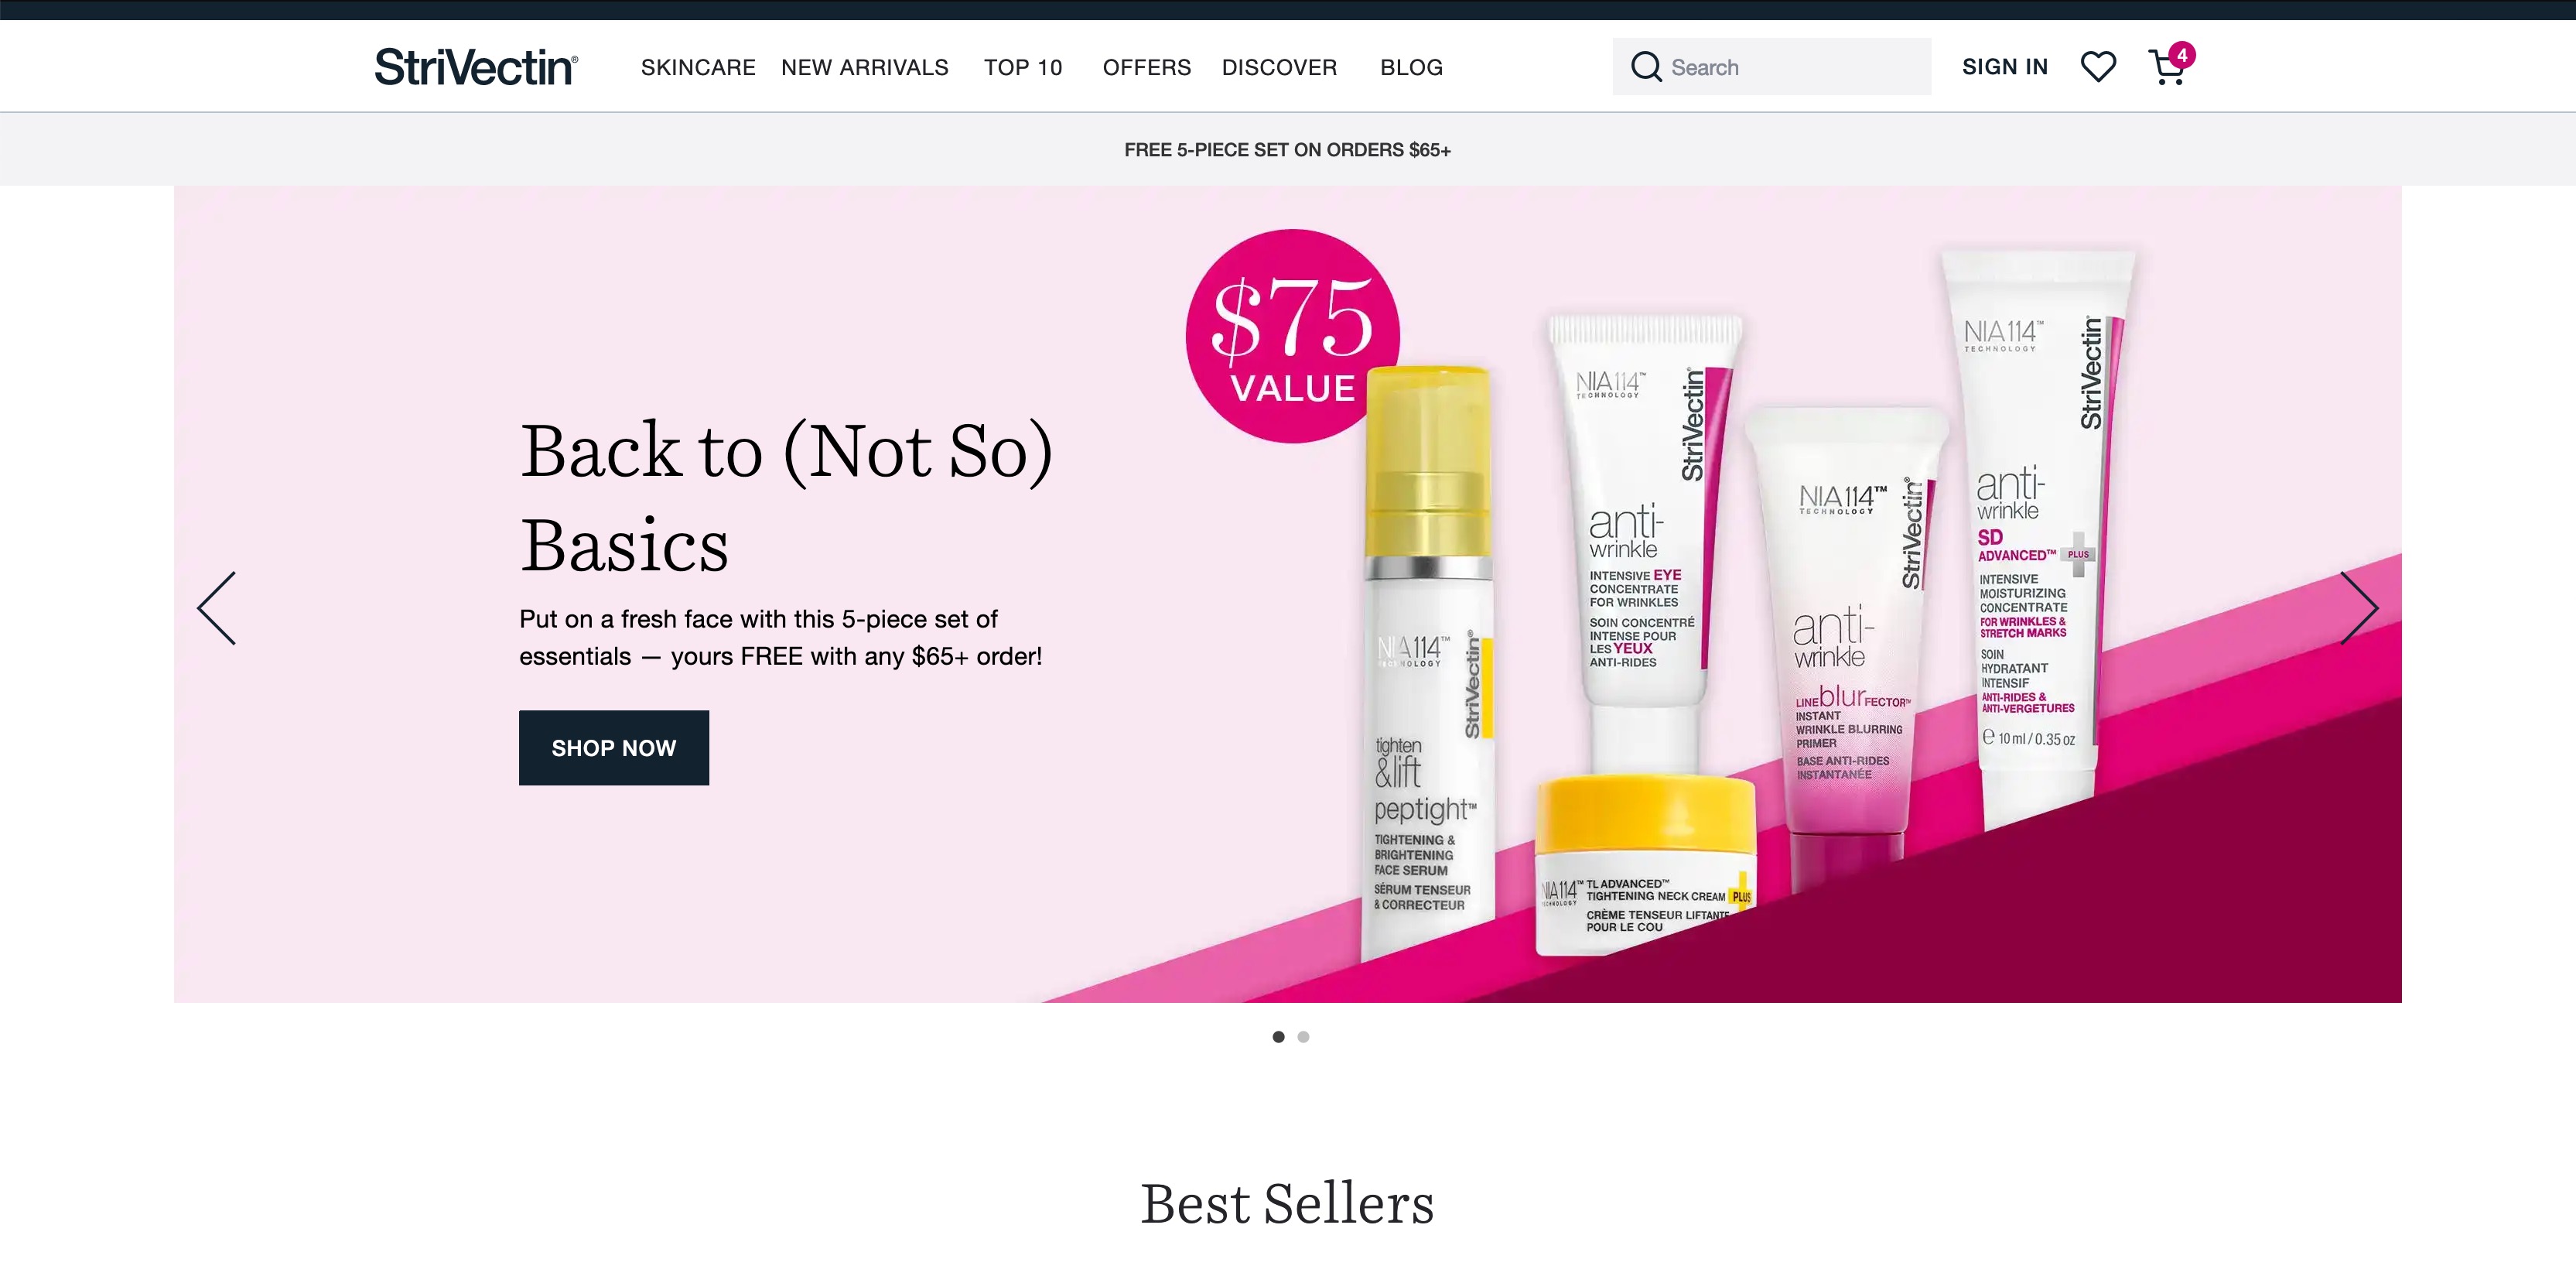 StriVectin®
SKINCARE
NEW ARRIVALS
TOP 10
OFFERS
DISCOVER
BLOG
Search
SIGN IN
4
FREE 5-PIECE SET ON ORDERS $65+
Back to (Not So)
Basics
Put on a fresh face with this 5-piece set of
essentials — yours FREE with any $65+ order!
SHOP NOW
$75
VALUE
NIA114™
TECHNOLOGY
StriVectin®
tighten
&lift
peptight™
TIGHTENING &
BRIGHTENING
FACE SERUM
SÉRUM TENSEUR
& CORRECTEUR
NIA114™
TECHNOLOGY
StriVectin®
anti-
wrinkle
INTENSIVE EYE
CONCENTRATE
FOR WRINKLES
SOIN CONCENTRÉ
INTENSE POUR
LES YEUX
ANTI-RIDES
NIA114™
TECHNOLOGY
TL ADVANCED™
TIGHTENING NECK CREAM PLUS
CRÈME TENSEUR LIFTANTE
POUR LE COU
NIA114™
TECHNOLOGY
StriVectin®
anti-
wrinkle
LINE blurFECTOR™
INSTANT
WRINKLE BLURRING
PRIMER
BASE ANTI-RIDES
INSTANTANÉE
NIA114™
TECHNOLOGY
StriVectin®
anti-
wrinkle
SD
ADVANCED™ PLUS
INTENSIVE
MOISTURIZING
CONCENTRATE
FOR WRINKLES &
STRETCH MARKS
SOIN
HYDRATANT
INTENSIF
ANTI-RIDES &
ANTI-VERGETURES
℮ 10 ml / 0.35 oz
Best Sellers